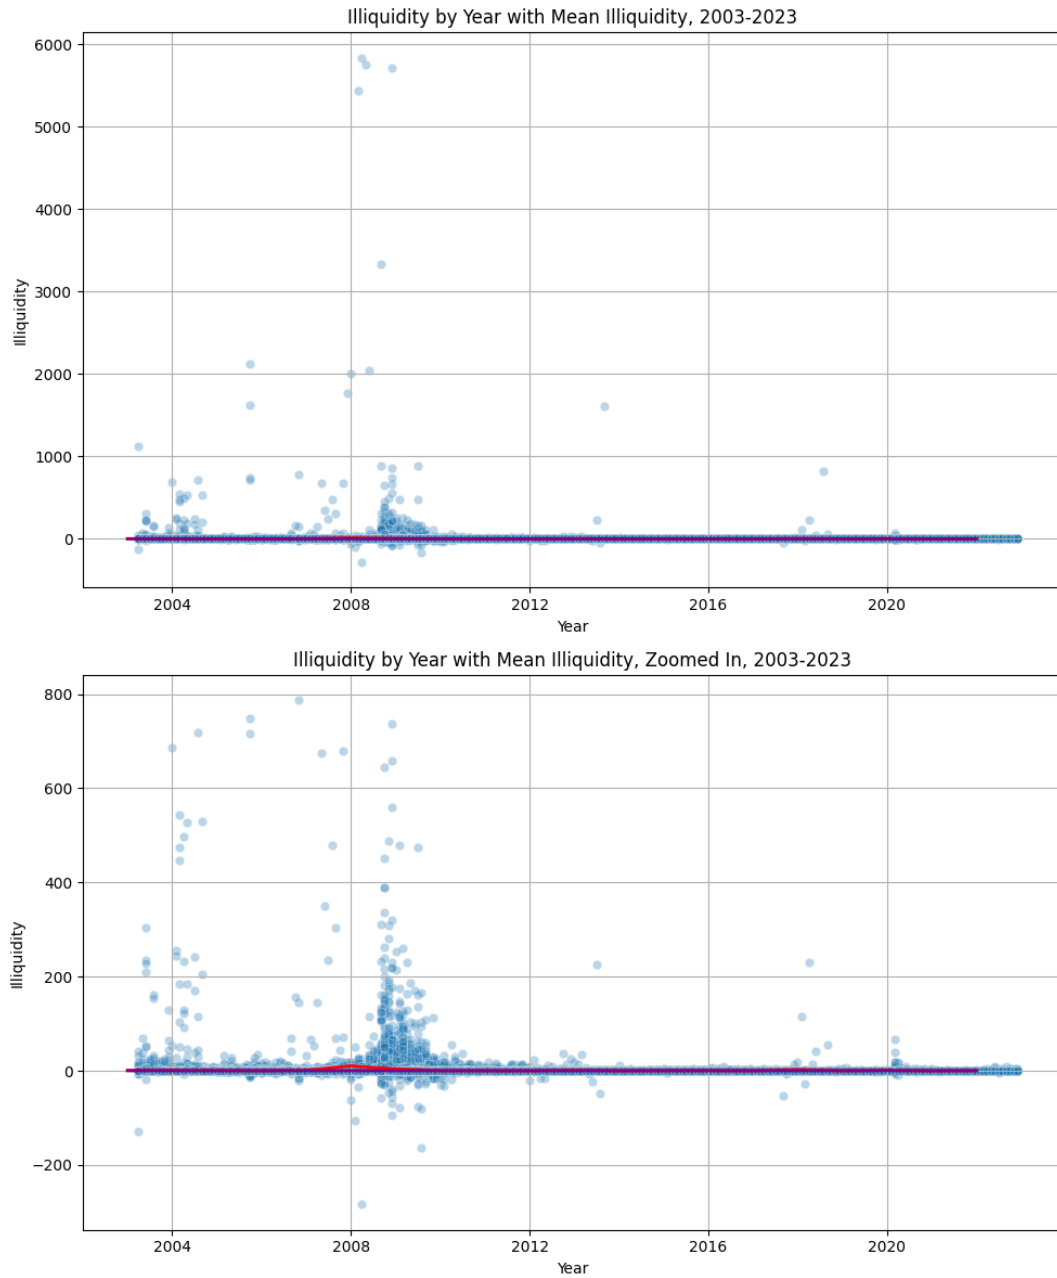 Illiquidity by Year with Mean Illiquidity, 2003-2023
6000
5000
4000
3000
2000
1000
0
Illiquidity
2004 2008 2012 2016 2020
Year
Illiquidity by Year with Mean Illiquidity, Zoomed In, 2003-2023
800
600
400
200
0
−200
Illiquidity
2004 2008 2012 2016 2020
Year